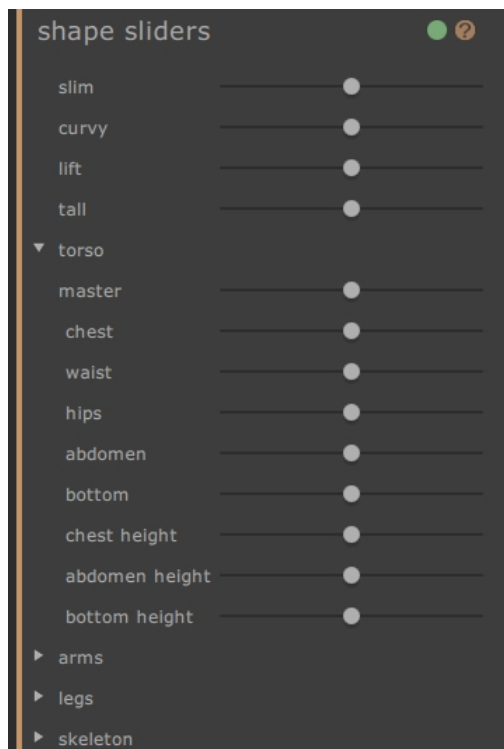 shape sliders
slim
curvy
lift
tall
torso
master
chest
waist
hips
abdomen
bottom
chest height
abdomen height
bottom height
arms
legs
skeleton